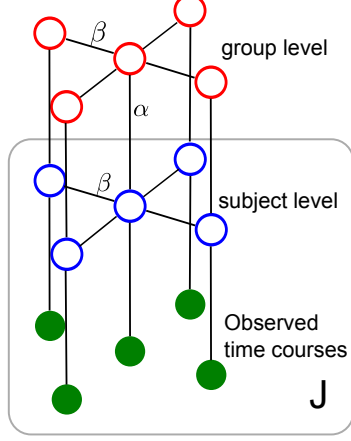 β
group level
α
β
subject level
Observed
time courses
J